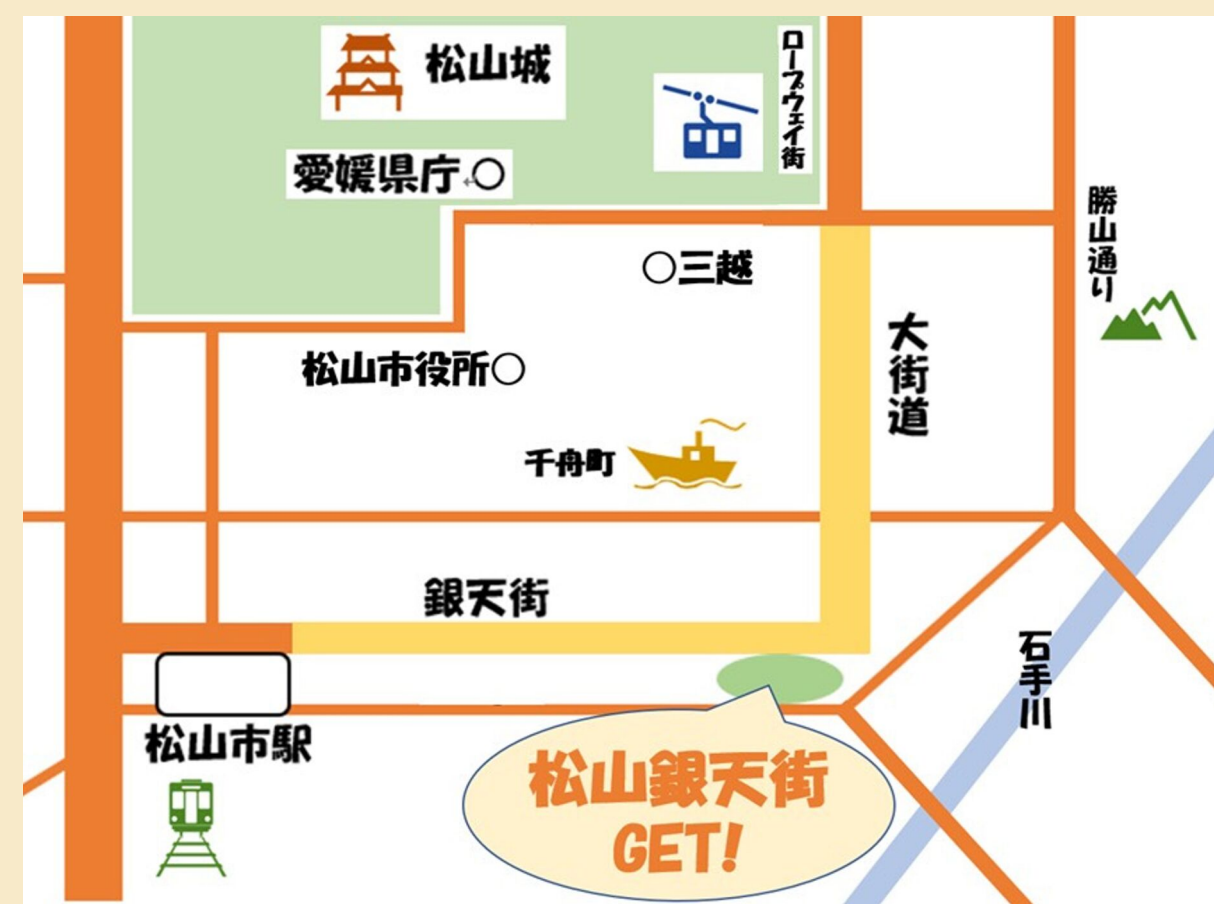 松山城
ロープウェイ街
愛媛県庁○
勝山通り
○三越
大街道
松山市役所○
千舟町
銀天街
石手川
松山市駅
松山銀天街
GET!